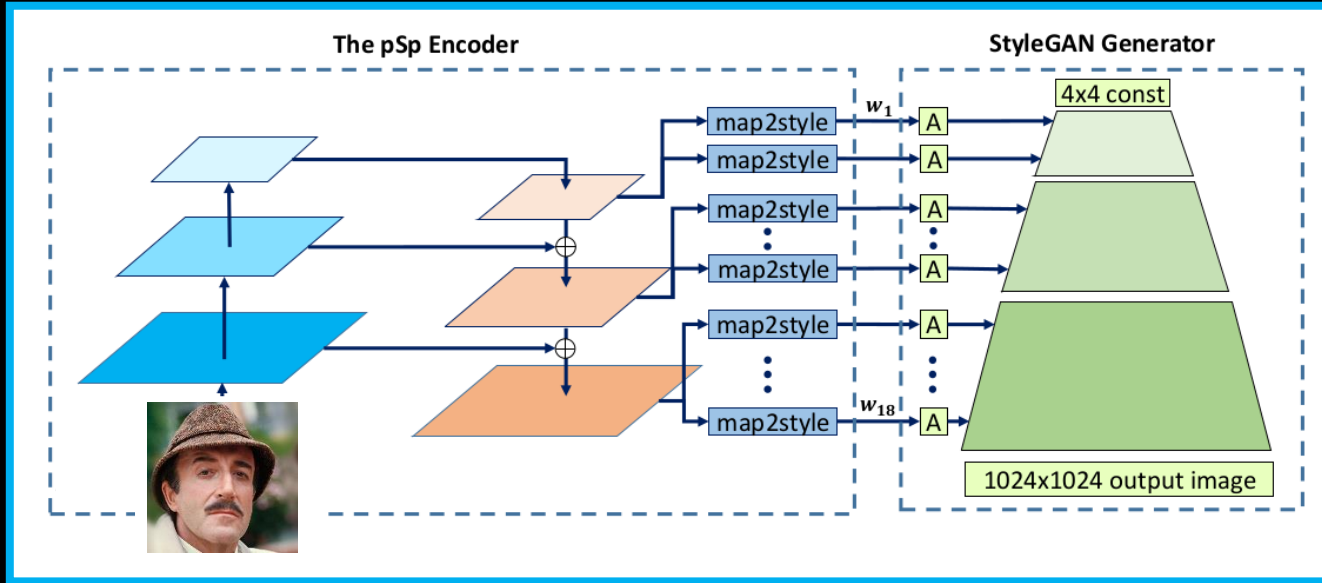 The pSp Encoder
StyleGAN Generator
4x4 const
map2style
w₁
A
map2style
A
map2style
A
map2style
A
map2style
A
map2style
w₁₈
A
1024x1024 output image